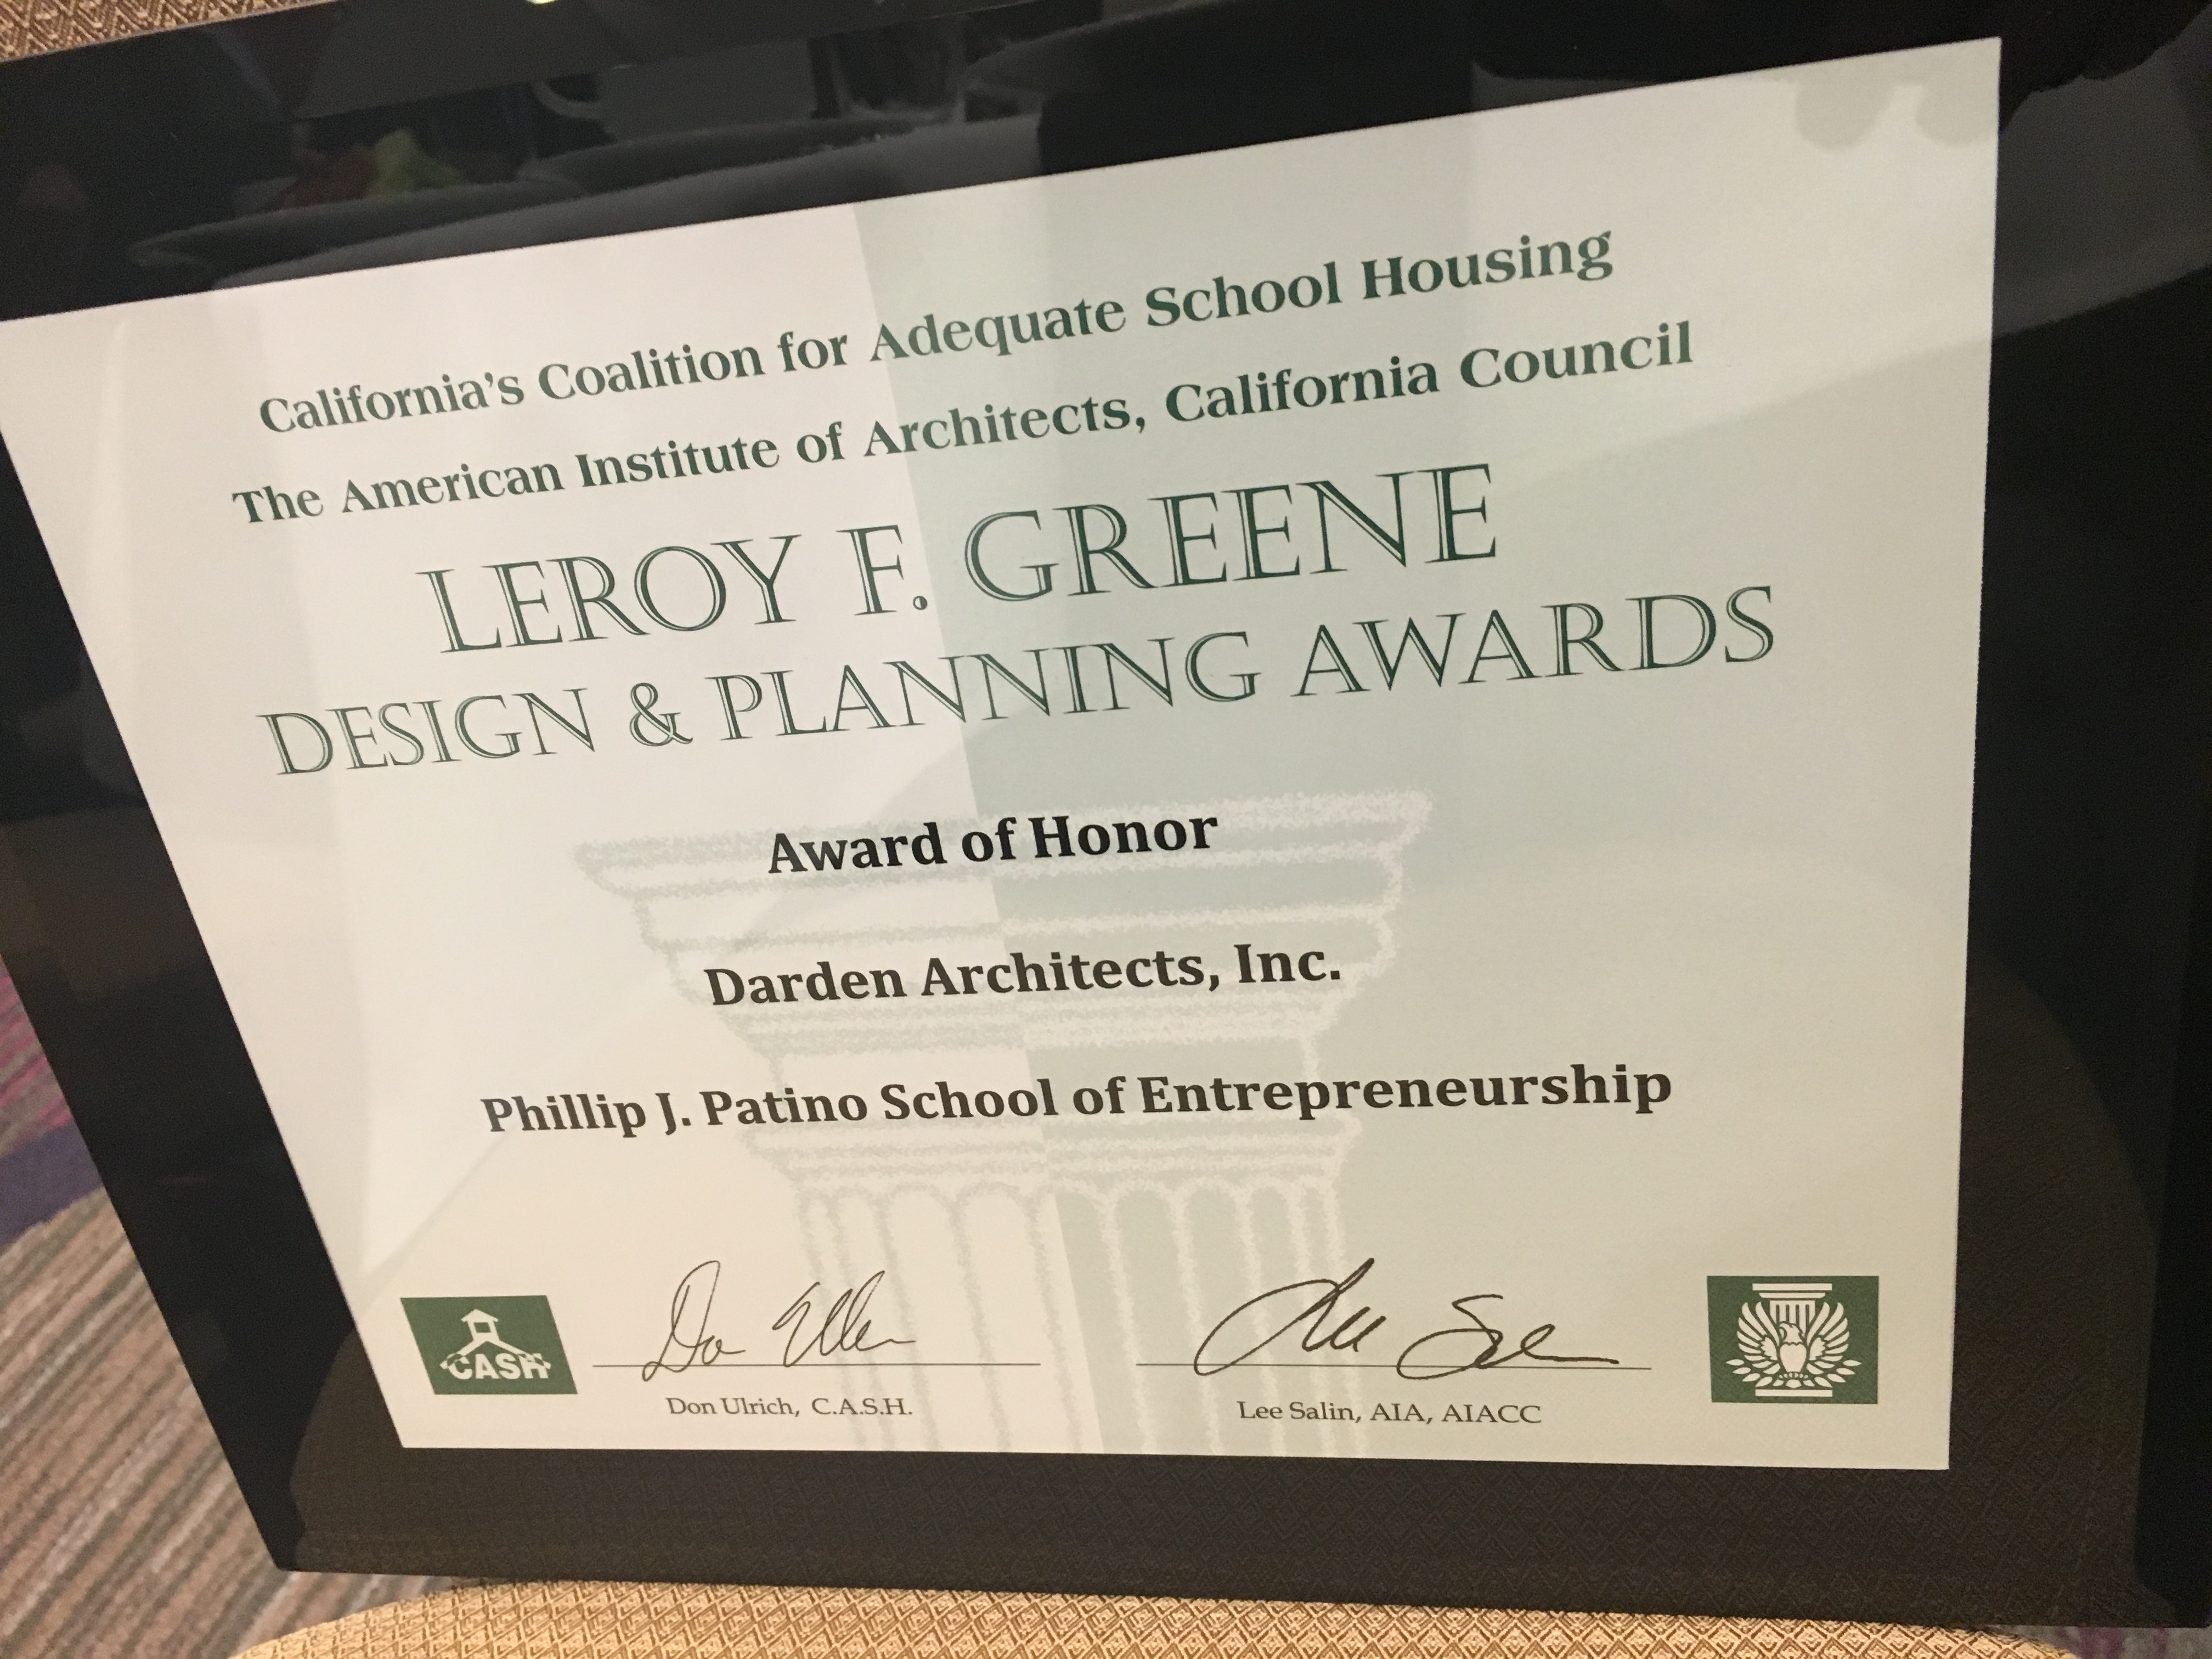 California's Coalition for Adequate School Housing
The American Institute of Architects, California Council
LEROY F. GREENE
DESIGN & PLANNING AWARDS
Award of Honor
Darden Architects, Inc.
Phillip J. Patino School of Entrepreneurship
CASH
Don Ulrich, C.A.S.H.
Lee Salin, AIA, AIACC